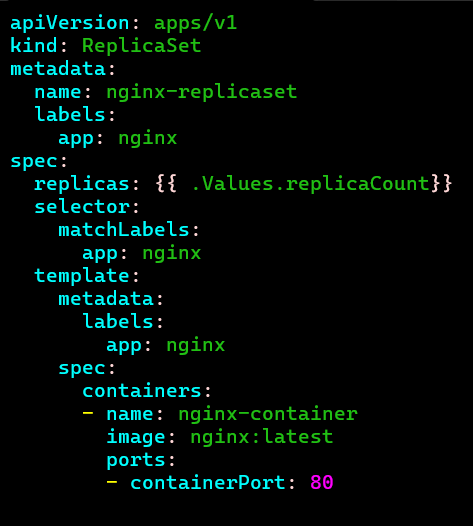 apiVersion: apps/v1
kind: ReplicaSet
metadata:
  name: nginx-replicaset
  labels:
    app: nginx
spec:
  replicas: {{ .Values.replicaCount}}
  selector:
    matchLabels:
      app: nginx
  template:
    metadata:
      labels:
        app: nginx
    spec:
      containers:
      - name: nginx-container
        image: nginx:latest
        ports:
        - containerPort: 80